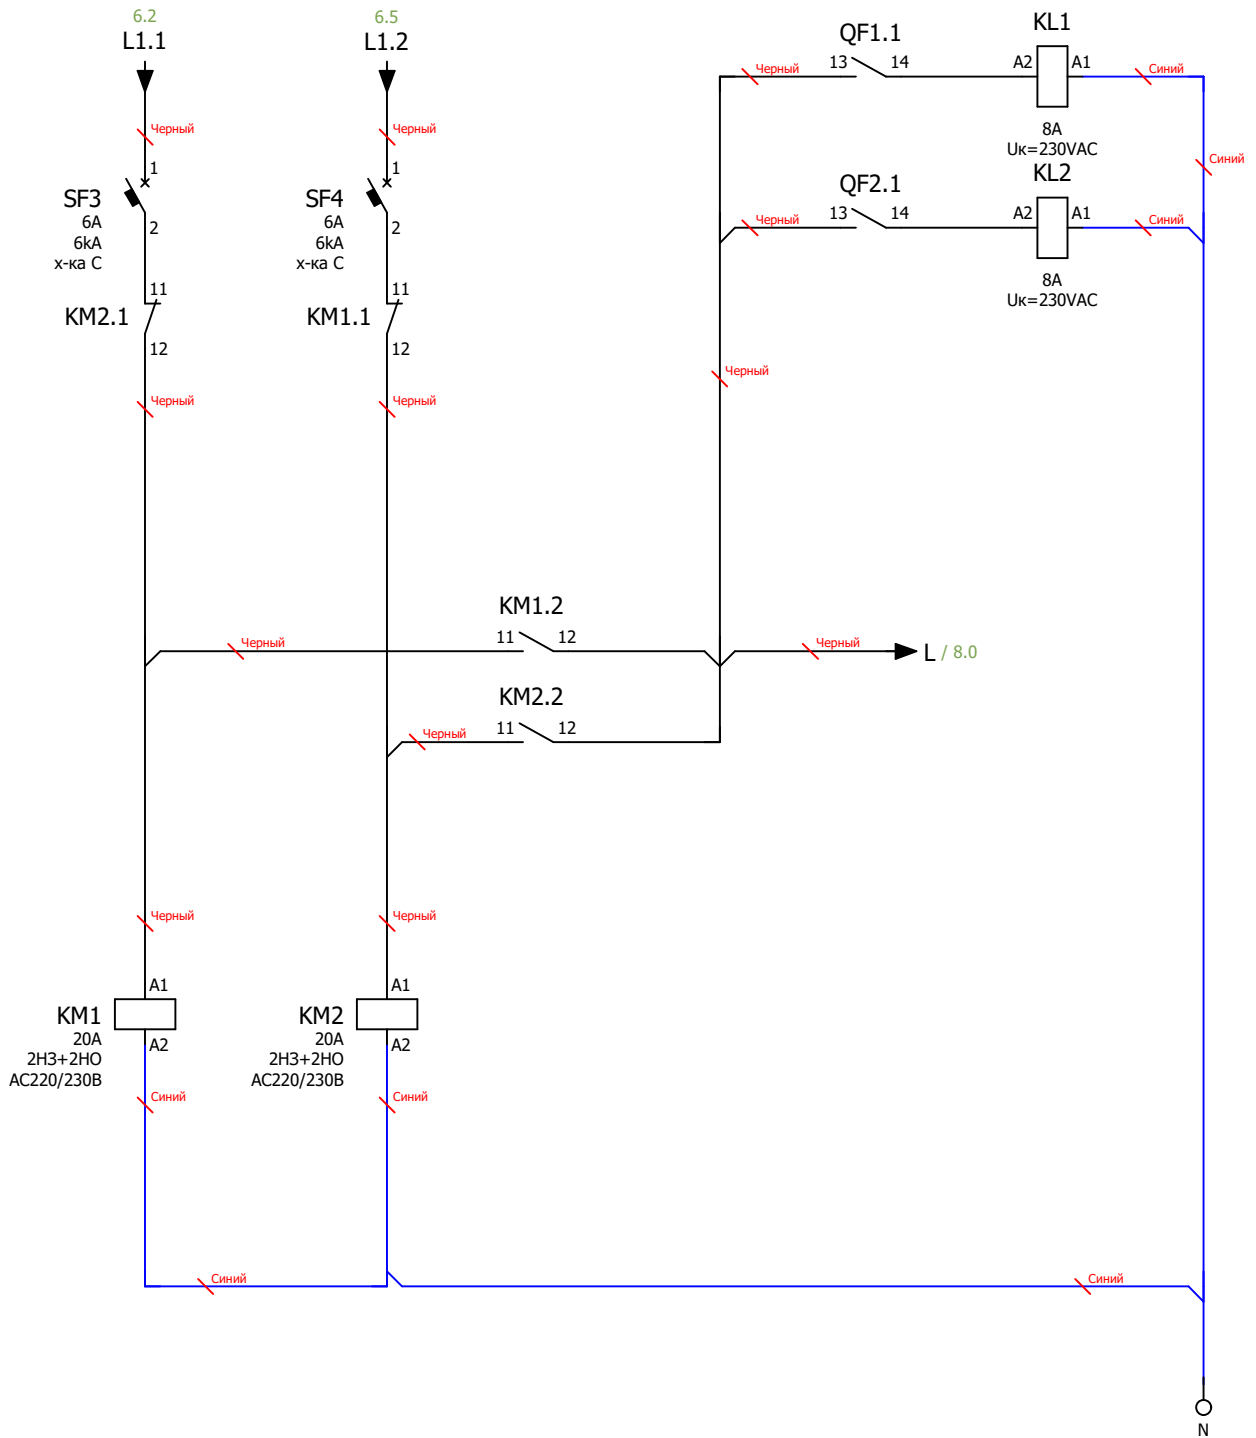 6.2
L1.1
6.5
L1.2
QF1.1
KL1
Черный
13
14
A2
A1
Синий
8A
Uк=230VAC
Черный
Черный
Синий
1
SF3
6A
6kA
х-ка C
2
1
SF4
6A
6kA
х-ка C
2
QF2.1
KL2
Черный
13
14
A2
A1
Синий
8A
Uк=230VAC
11
KM2.1
12
11
KM1.1
12
Черный
Черный
Черный
KM1.2
11
12
Черный
Черный
L / 8.0
KM2.2
11
12
Черный
Черный
Черный
A1
KM1
20A
2НЗ+2НО
AC220/230В
A2
A1
KM2
20A
2НЗ+2НО
AC220/230В
A2
Синий
Синий
Синий
Синий
N